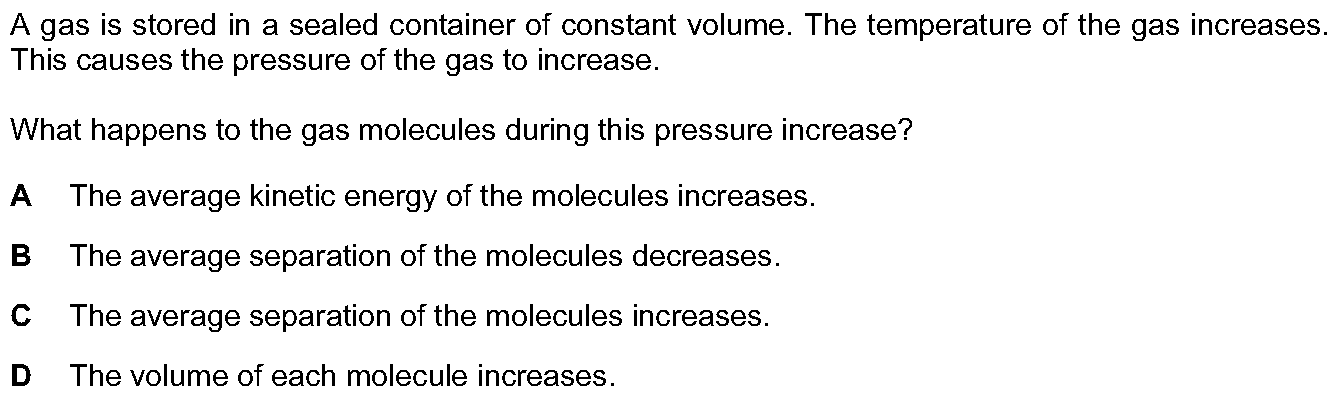 A gas is stored in a sealed container of constant volume. The temperature of the gas increases.
This causes the pressure of the gas to increase.
What happens to the gas molecules during this pressure increase?
A The average kinetic energy of the molecules increases.
B The average separation of the molecules decreases.
C The average separation of the molecules increases.
D The volume of each molecule increases.